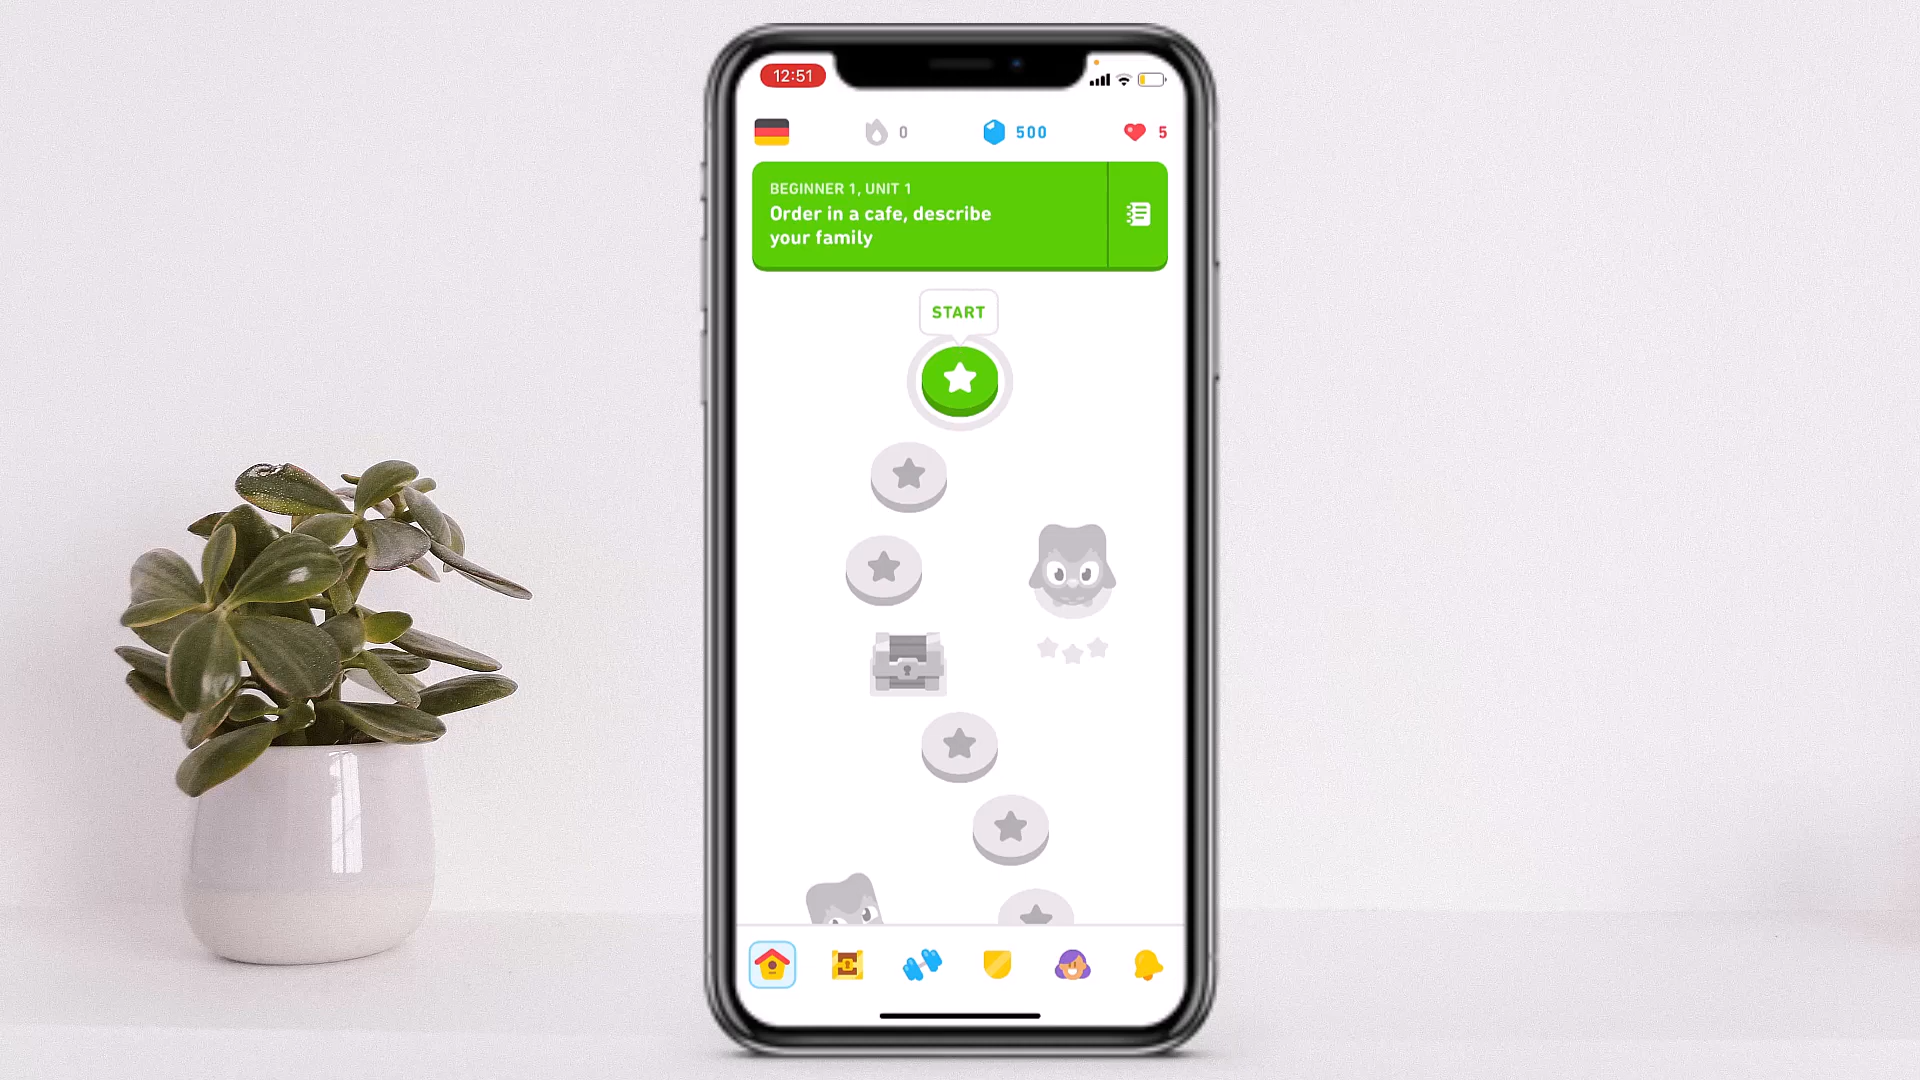 12:51
0
500
5
BEGINNER 1, UNIT 1
Order in a cafe, describe
your family
START